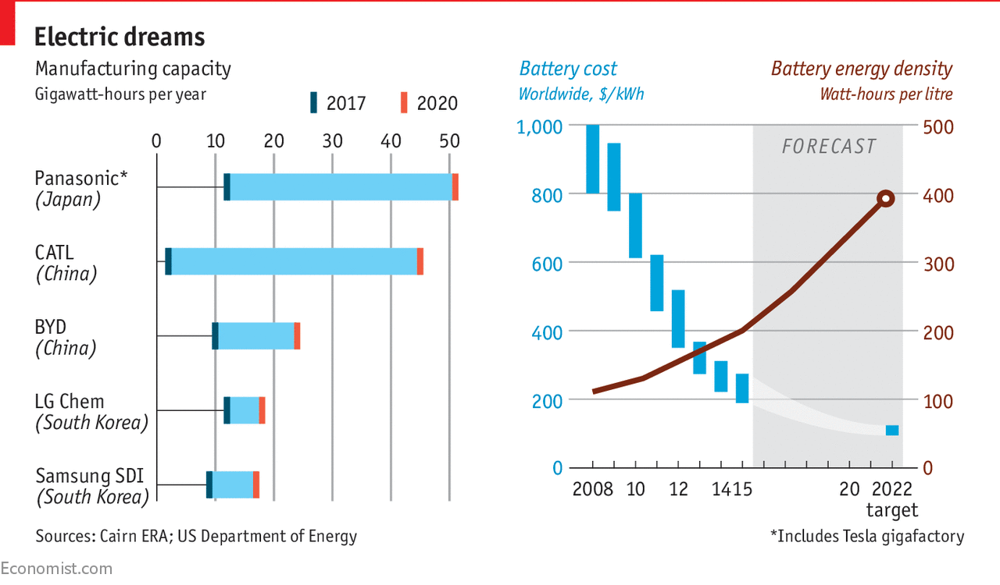 Electric dreams
Manufacturing capacity
Gigawatt-hours per year
2017
2020
0 10 20 30 40 50
Panasonic*
(Japan)
CATL
(China)
BYD
(China)
LG Chem
(South Korea)
Samsung SDI
(South Korea)
Sources: Cairn ERA; US Department of Energy
Battery cost
Worldwide, $/kWh
Battery energy density
Watt-hours per litre
1,000
800
600
400
200
0
FORECAST
500
400
300
200
100
0
2008 10 12 14 15 20 2022
target
*Includes Tesla gigafactory
Economist.com